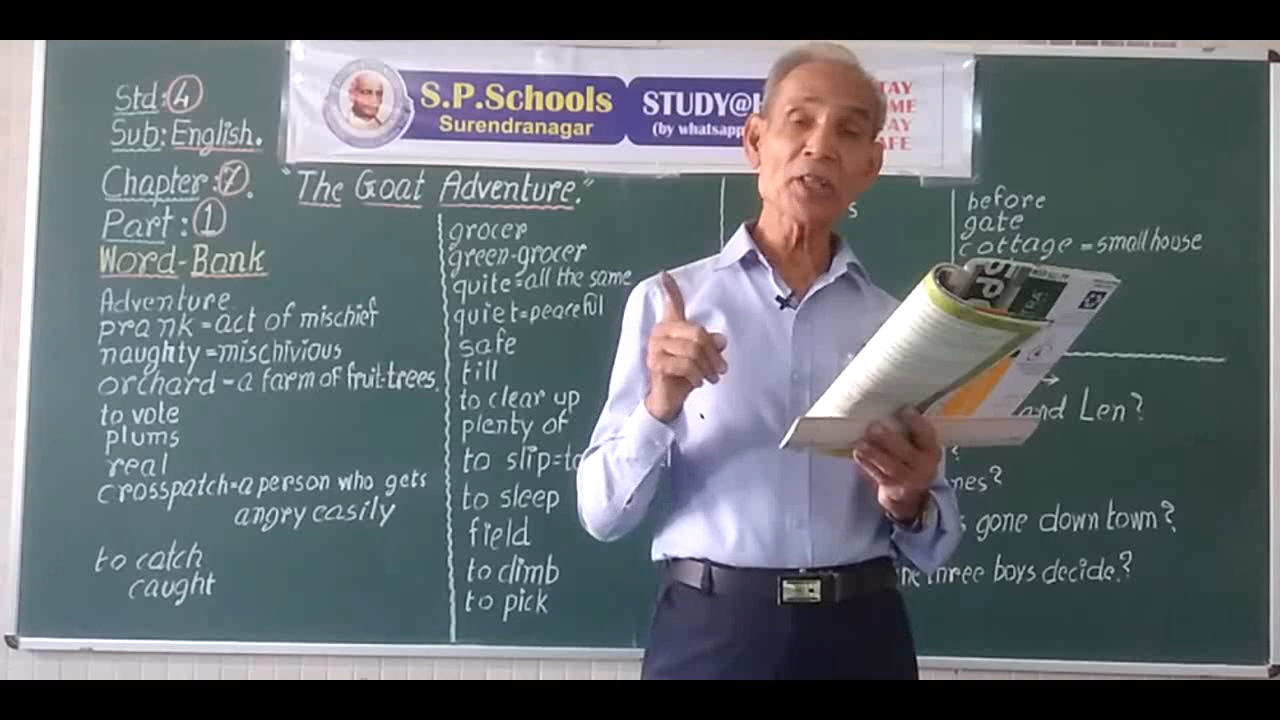 S.P.Schools
Surendranagar
STUDY@
(by whatsapp
Std: 4
Sub: English.
Chapter: 7.
"The Goat Adventure."
Part: 1
Word-Bank
Adventure
prank = act of mischief
naughty = mischivious
orchard = a farm of fruit-trees.
to vote
plums
real
crosspatch = a person who gets
angry easily
to catch
caught
grocer
green-grocer
quite = all the same
quiet = peaceful
safe
till
to clear up
plenty of
to slip =
to sleep
field
to climb
to pick
before
gate
cottage = small house
and Len?
gone down town?
three boys decide?